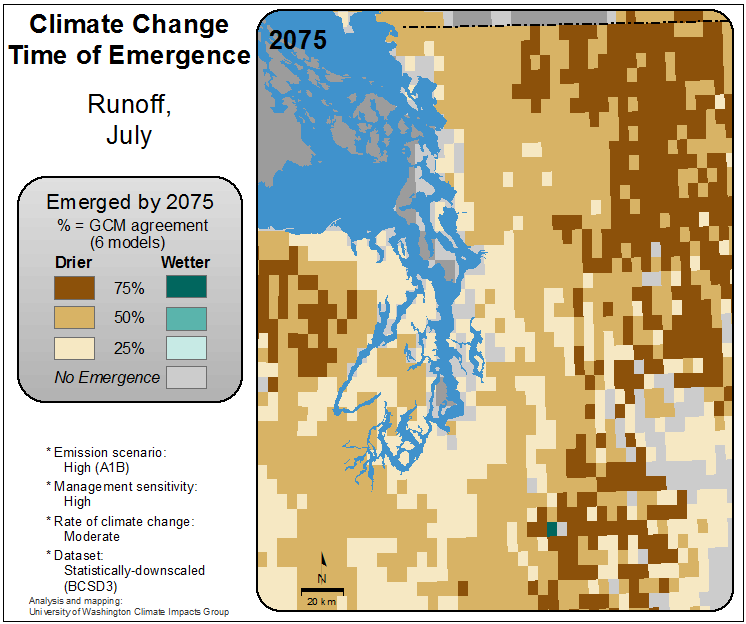 Climate Change
Time of Emergence
Runoff,
July
Emerged by 2075
% = GCM agreement
(6 models)
Drier Wetter
75%
50%
25%
No Emergence
* Emission scenario:
High (A1B)
* Management sensitivity:
High
* Rate of climate change:
Moderate
* Dataset:
Statistically-downscaled
(BCSD3)
Analysis and mapping:
University of Washington Climate Impacts Group
2075
N
20 km